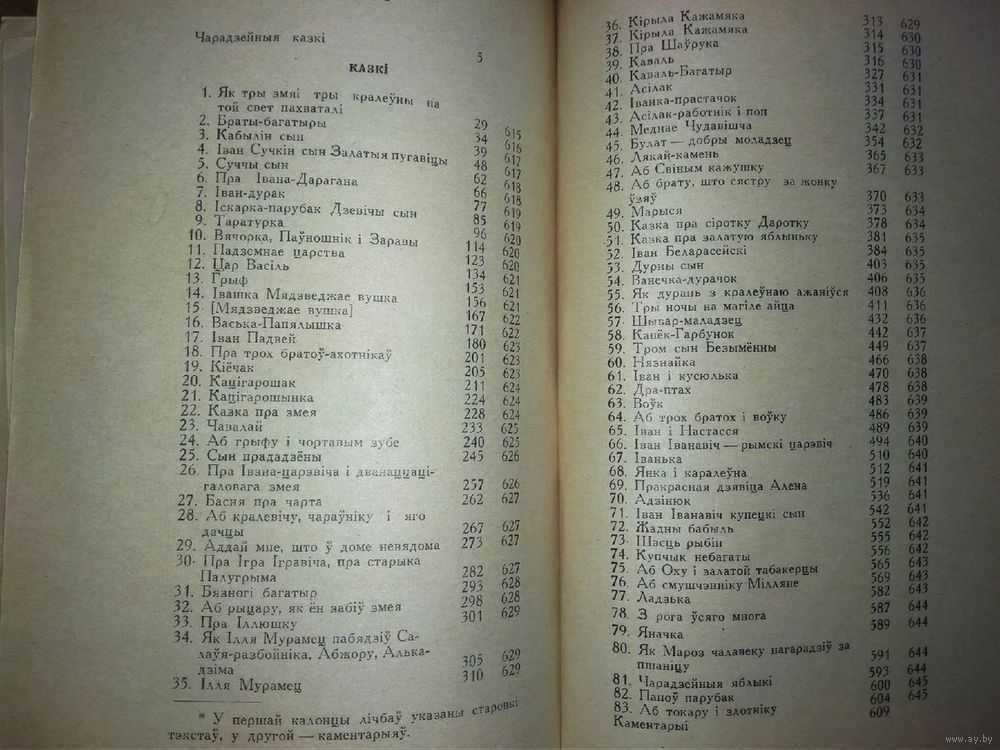 Чарадзейныя казкі 5
КАЗКІ
1. Як тры змяі тры кралеўны на
той свет пахваталі 29 615
2. Браты-багатыры 34 616
3. Кабылін сын 39 617
4. Іван Сучкін сын Залатыя пугавіцы 48 617
5. Суччы сын 62 618
6. Пра Івана-Дарагана 66 618
7. Іван-дурак 77 619
8. Іскарка-парубак Дзевічы сын 85 619
9. Таратурка 96 620
10. Вячорка, Паўношнік і Заравы 114 620
11. Падземнае царства 123 620
12. Цар Васіль 134 621
13. Грыф 153 621
14. Івашка Мядзведжае вушка 156 621
15. [Мядзведжае вушка] 167 622
16. Васька-Папялышка 171 622
17. Іван Падвей 180 623
18. Пра трох братоў-ахотнікаў 201 623
19. Кіёчак 205 623
20. Кацігарошак 211 624
21. Кацігарошынка 224 624
22. Казка пра змея 228 624
23. Чавалай 233 625
24. Аб грыфу і чортавым зубе 240 625
25. Сын прададзёны 245 626
26. Пра Івана-царэвіча і дванаццаці-
галовага змея 257 626
27. Басня пра чарта 262 627
28. Аб кралевічу, чараўніку і яго
дачцы 267 627
29. Аддай мне, што ў доме невядома 273 627
30. Пра Ігра Ігравіча, пра старыка
Палугрыма 282 627
31. Бязногі багатыр 293 628
32. Аб рыцару, як ён забіў змея 298 628
33. Пра Іллюшку 301 629
34. Як Ілля Мурамец пабядзіў Са-
лаўя-разбойніка, Абжору, Алька-
дзіма 305 629
35. Ілля Мурамец 310 629
* У першай калонцы лічбаў указаны старонкі
тэкстаў, у другой — каментарыяў.
36. Кірыла Кажамяка 313 629
37. Кірыла Кажамяка 314 630
38. Пра Шаўрука 315 630
39. Каваль 316 630
40. Каваль-Багатыр 327 631
41. Асілак 331 631
42. Іванка-прастачок 334 631
43. Асілак-работнік і поп 337 631
44. Меднае Чудавішча 342 632
45. Булат — добры моладзец 354 632
46. Лякай-камень 365 633
47. Аб Свіным кажушку 367 633
48. Аб брату, што сястру за жонку
ўзяў 370 633
49. Марыся 373 634
50. Казка пра сіротку Даротку 378 634
51. Казка пра залатую яблыньку 381 635
52. Іван Беларасейскі 384 635
53. Дурны сын 403 635
54. Ванечка-дурачок 406 635
55. Як дурань з кралеўнаю ажаніўся 408 636
56. Тры ночы на магіле айца 411 636
57. Шыбар-маладзец 432 636
58. Канёк-Гарбунок 442 637
59. Тром сын Безыменны 449 637
60. Нязнайка 466 638
61. Іван і кусюлька 470 638
62. Дра-птах 478 638
63. Воўк 483 639
64. Аб трох братох і воўку 486 639
65. Іван і Настасся 489 639
66. Іван Іванавіч — рымскі царэвіч 494 640
67. Іванька 510 640
68. Янка і каралеўна 512 641
69. Пракрасная дзявіца Алена 519 641
70. Адзінюк 536 641
71. Іван Іванавіч купецкі сын 542 641
72. Жадны бабыль 552 642
73. Шэсць рыбін 555 642
74. Купчык небагаты 556 642
75. Аб Оху і залатой табакерцы 565 643
76. Аб смушчэнніку Мілляне 569 643
77. Ладзька 582 643
78. З рога ўсяго многа 587 644
79. Яначка 589 644
80. Як Мароз чалавеку нагарадзіў за
пшаніцу 591 644
81. Чарадзейныя яблыкі 593 644
82. Паноў парубак 600 645
83. Аб токару і злотніку 604 645
Каментарыі 609
www.ay.by